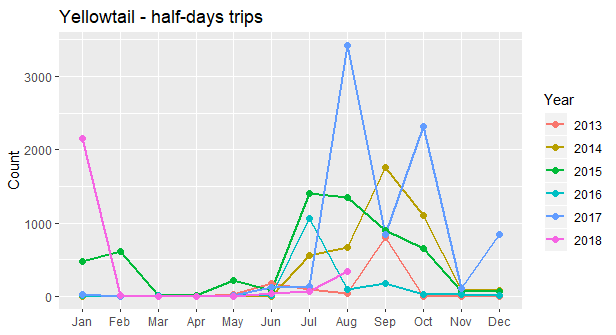 Yellowtail - half-days trips
Count
3000
2000
1000
0
Jan Feb Mar Apr May Jun Jul Aug Sep Oct Nov Dec
Year
2013
2014
2015
2016
2017
2018